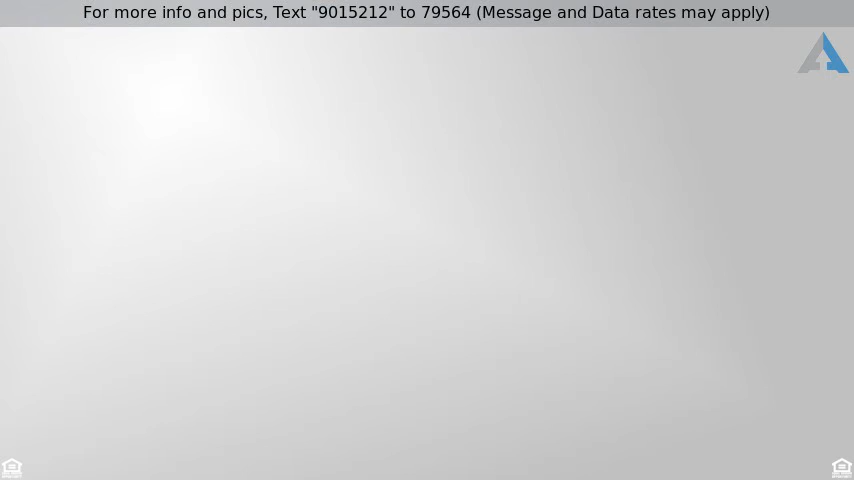 For more info and pics, Text "9015212" to 79564 (Message and Data rates may apply)